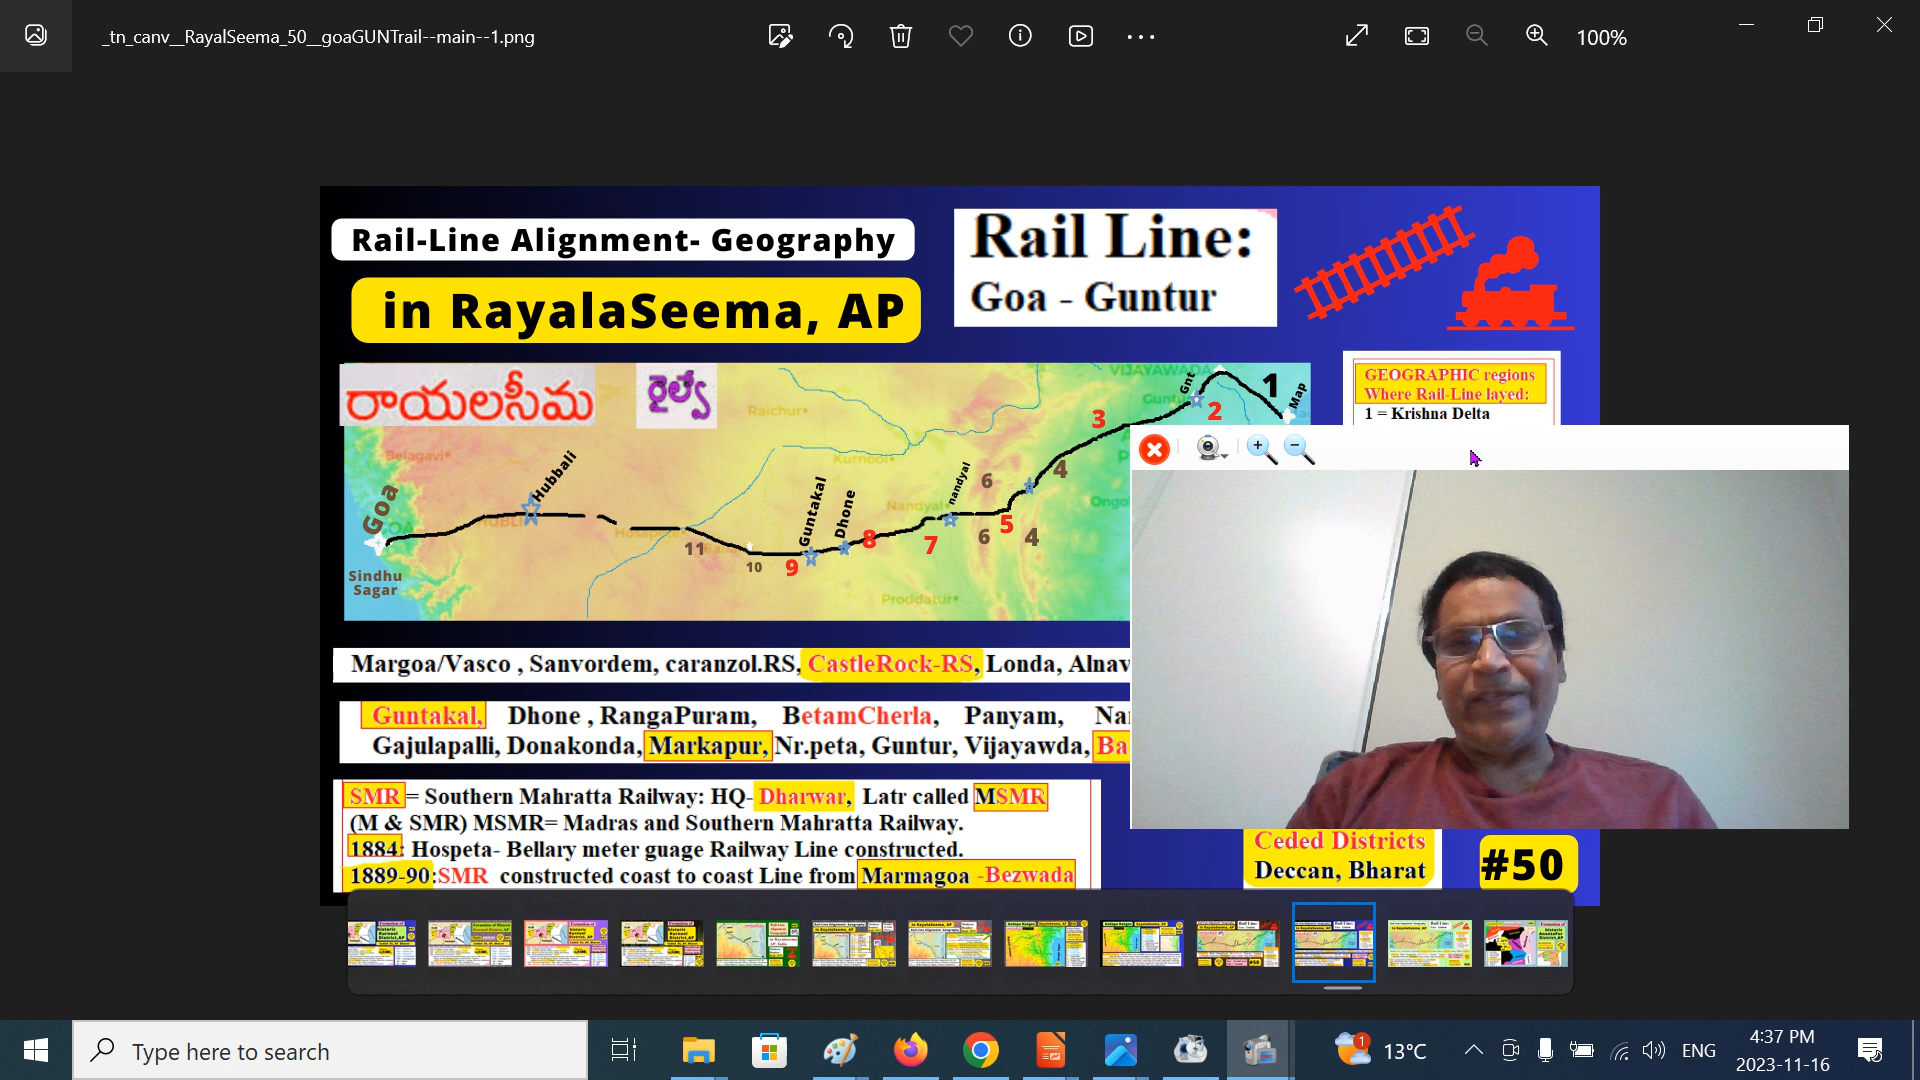 _tn_canv__RayalSeema_50__goaGUNTrail--main--1.png
100%
Rail-Line Alignment- Geography
in RayalaSeema, AP
Rail Line:
Goa - Guntur
రాయలసీమ
రైల్వే
GEOGRAPHIC regions
Where Rail-Line layed:
1 = Krishna Delta
VIJAYAWADA
Gnt
1
Map
Guntu
2
Raichur
3
Belagavi
Hubbali
Kurnool
4
6
nandyal
Goa
Guntakal
Dhone
Nandyal
Ongo
HUBLI
Hosap
5
8
7
6
4
11
10
9
Sindhu
Sagar
Proddatur
Margoa/Vasco , Sanvordem, caranzol.RS, CastleRock-RS, Londa, Alnav
Guntakal, Dhone , RangaPuram, BetamCherla, Panyam, Na
Gajulapalli, Donakonda, Markapur, Nr.peta, Guntur, Vijayawda, Ba
SMR = Southern Mahratta Railway: HQ- Dharwar, Latr called MSMR
(M & SMR) MSMR= Madras and Southern Mahratta Railway.
1884: Hospeta- Bellary meter guage Railway Line constructed.
1889-90:SMR constructed coast to coast Line from Marmagoa -Bezwada
Ceded Districts
Deccan, Bharat
#50
Type here to search
1
13°C
ENG
4:37 PM
2023-11-16